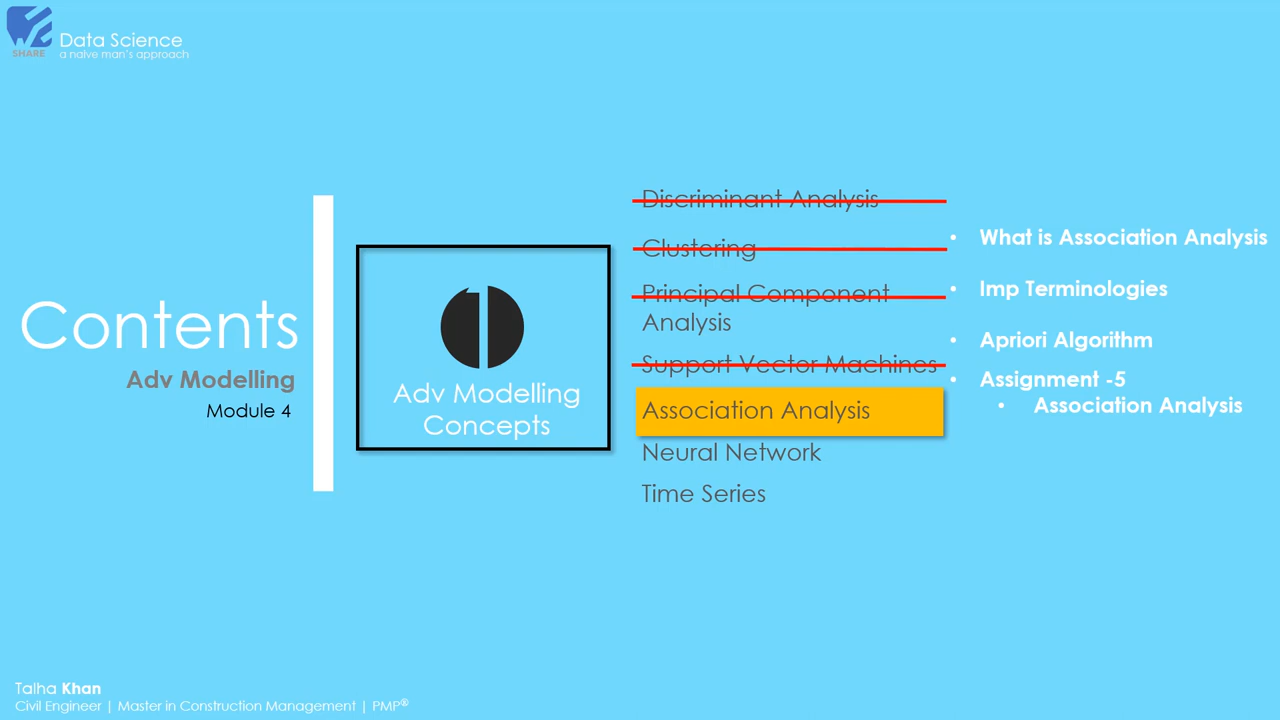 SHARE
Data Science
a naive man's approach
Contents
Adv Modelling
Module 4
Adv Modelling
Concepts
Discriminant Analysis
Clustering
Principal Component
Analysis
Support Vector Machines
Association Analysis
Neural Network
Time Series
• What is Association Analysis
• Imp Terminologies
• Apriori Algorithm
• Assignment -5
• Association Analysis
Talha Khan
Civil Engineer | Master in Construction Management | PMP®